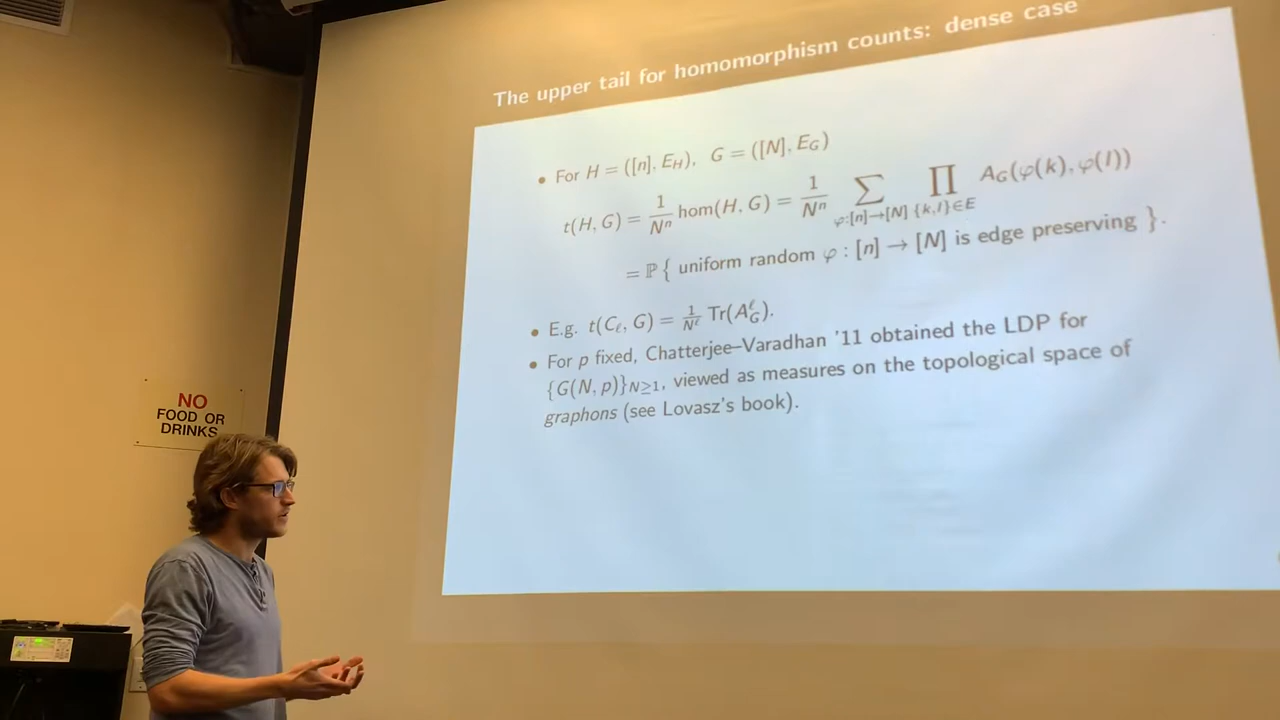 The upper tail for homomorphism counts: dense case
• For H = ([n], E_H), G = ([N], E_G)
t(H, G) = 1/N^n hom(H, G) = 1/N^n ∑_{φ:[n]→[N]} ∏_{{k,l}∈E} A_G(φ(k), φ(l))
= ℙ{ uniform random φ : [n] → [N] is edge preserving }.
• E.g. t(C_ℓ, G) = 1/N^ℓ Tr(A_G^ℓ).
• For p fixed, Chatterjee–Varadhan '11 obtained the LDP for
{G(N, p)}_{N≥1}, viewed as measures on the topological space of
graphons (see Lovasz's book).
NO
FOOD OR
DRINKS